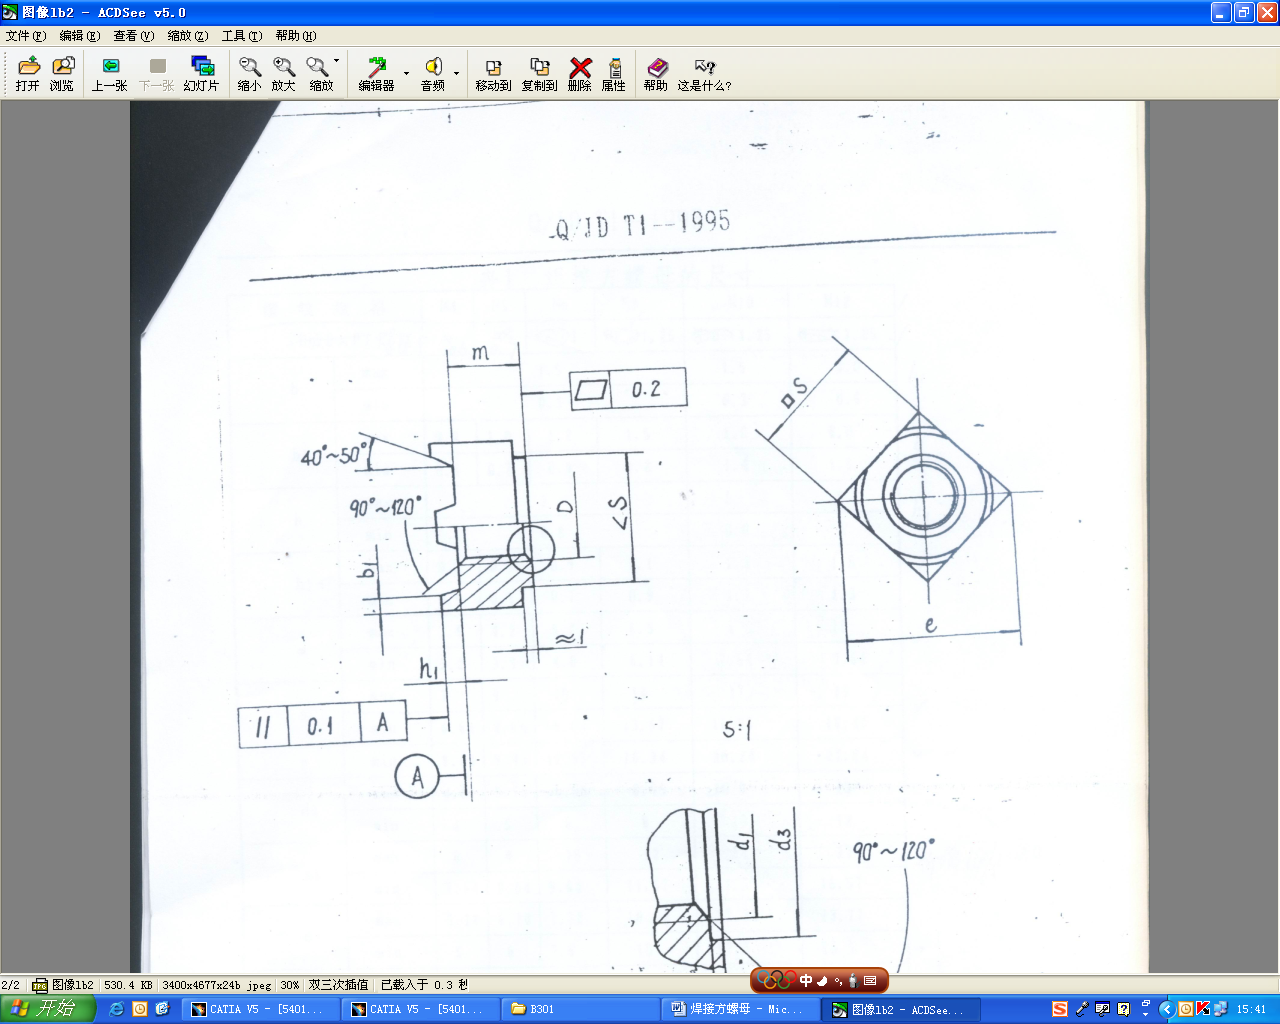 图像lb2 - ACDSee v5.0
文件(F) 编辑(E) 查看(V) 缩放(Z) 工具(T) 帮助(H)
打开 浏览 上一张 下一张 幻灯片 缩小 放大 缩放 编辑器 音频 移动到 复制到 删除 属性 帮助 这是什么?
Q/JD T1--1995
m
▱ 0.2
□S
40°~50°
90°~120°
D
<S
b1
≈1
e
h1
// 0.1 A
A
5:1
d1
d3
90°~120°
2/2 图像lb2 530.4 KB 3400x4677x24b jpeg 30% 双三次插值 已载入于 0.3 秒
中
开始 CATIA V5 - [5401... CATIA V5 - [5401... B301 焊接方螺母 - Mic... 图像lb2 - ACDSee... 15:41